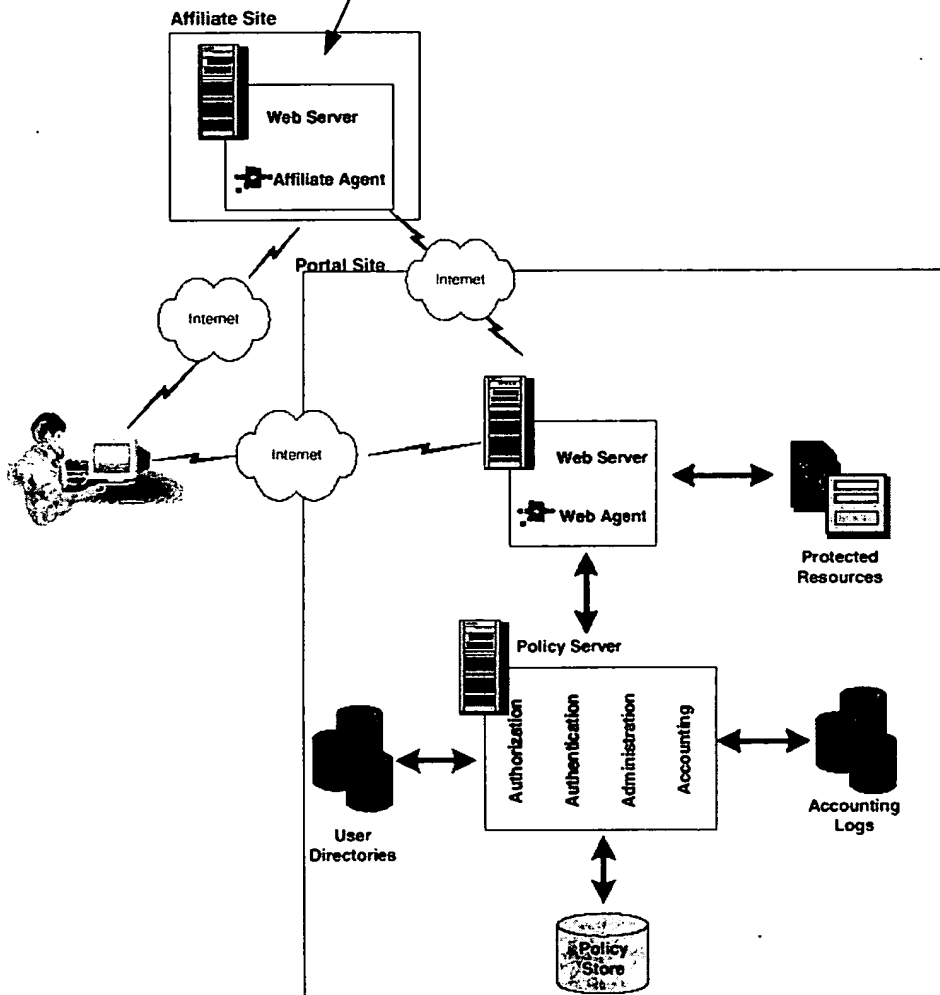 Affiliate Site
Web Server
Affiliate Agent
Portal Site
Internet
Internet
Internet
Web Server
Web Agent
Protected
Resources
Policy Server
Authorization
Authentication
Administration
Accounting
User
Directories
Accounting
Logs
Policy
Store